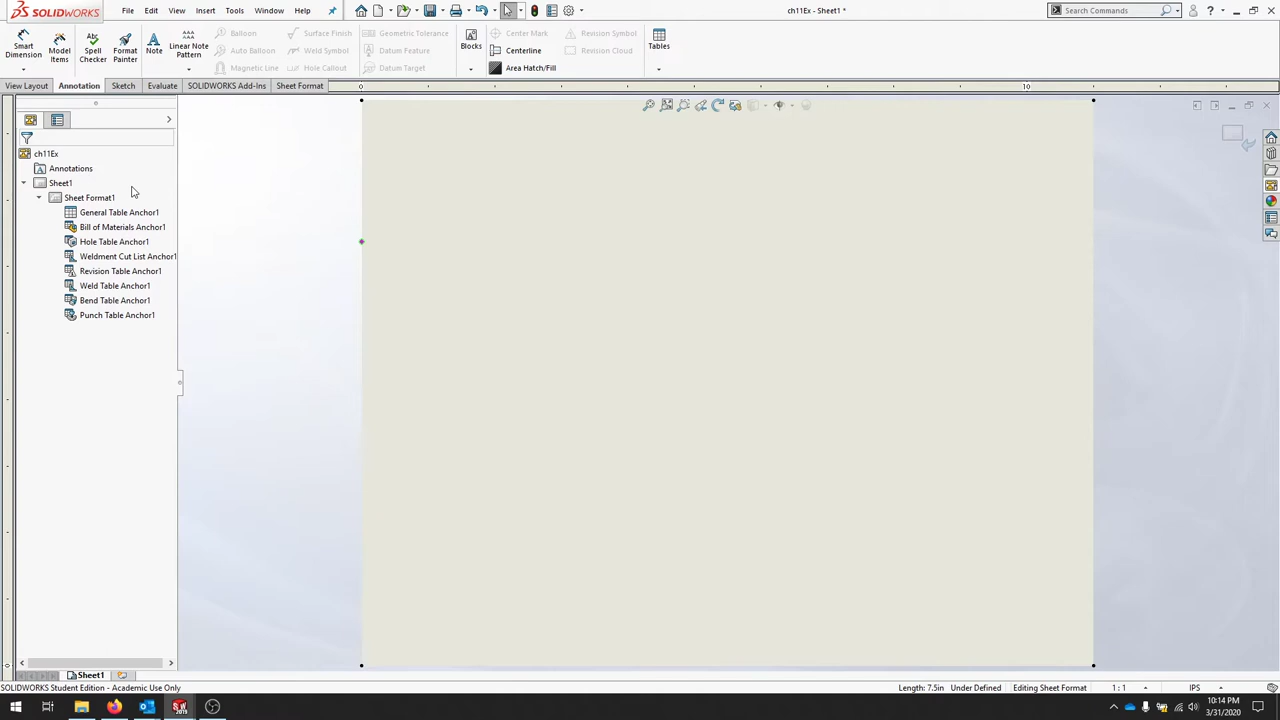 SOLIDWORKS
File Edit View Insert Tools Window Help
ch11Ex - Sheet1 *
Search Commands
Smart Dimension
Model Items
Spell Checker
Format Painter
Note
Linear Note Pattern
Balloon
Auto Balloon
Magnetic Line
Surface Finish
Weld Symbol
Hole Callout
Geometric Tolerance
Datum Feature
Datum Target
Blocks
Center Mark
Centerline
Area Hatch/Fill
Revision Symbol
Revision Cloud
Tables
View Layout Annotation Sketch Evaluate SOLIDWORKS Add-Ins Sheet Format
0 10
ch11Ex
Annotations
Sheet1
Sheet Format1
General Table Anchor1
Bill of Materials Anchor1
Hole Table Anchor1
Weldment Cut List Anchor1
Revision Table Anchor1
Weld Table Anchor1
Bend Table Anchor1
Punch Table Anchor1
Sheet1
SOLIDWORKS Student Edition - Academic Use Only
Length: 7.5in Under Defined Editing Sheet Format 1 : 1 IPS
10:14 PM
3/31/2020